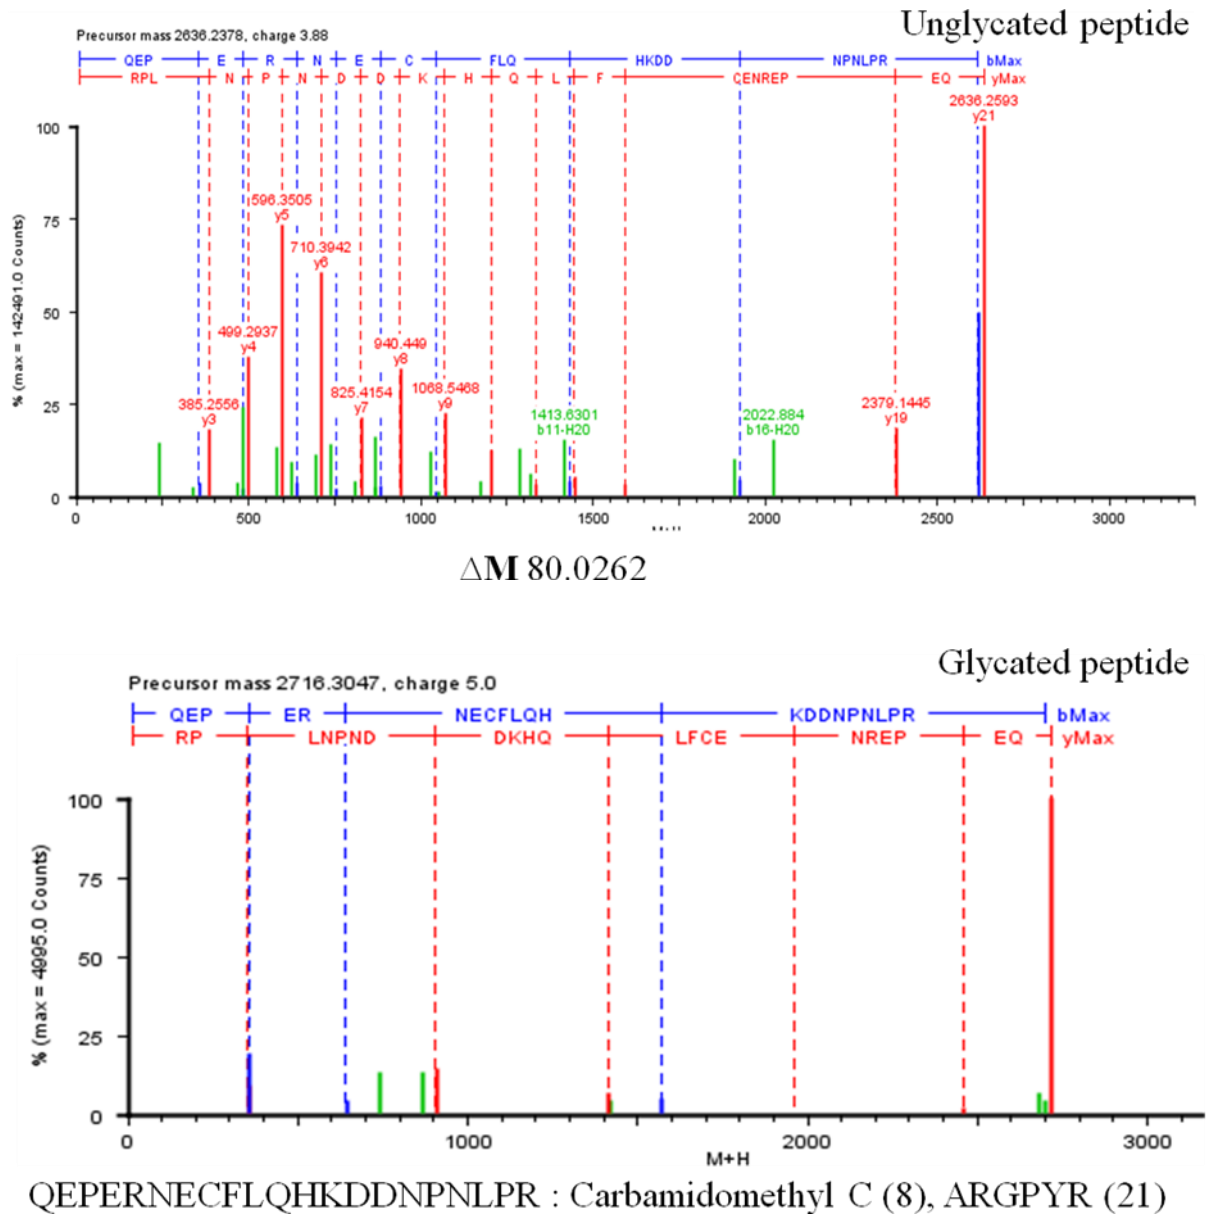 Unglycated peptide
Precursor mass 2636.2378, charge 3.88
QEP E R N E C FLQ HKDD NPNLPR bMax
RPL N P N D D K H Q L F CENREP EQ yMax
2636.2593
y21
596.3505
y5
710.3942
y6
499.2937
y4
940.449
y8
825.4154
y7
1068.5468
y9
385.2556
y3
1413.6301
b11-H20
2022.884
b16-H20
2379.1445
y19
% (max = 142491.0 Counts)
100
75
50
25
0
0 500 1000 1500 2000 2500 3000
ΔM 80.0262
Glycated peptide
Precursor mass 2716.3047, charge 5.0
QEP ER NECFLQH KDDNPNLPR bMax
RP LNPND DKHQ LFCE NREP EQ yMax
% (max = 4995.0 Counts)
100
75
50
25
0
0 1000 2000 3000
M+H
QEPERNECFLQHKDDNPNLPR : Carbamidomethyl C (8), ARGPYR (21)